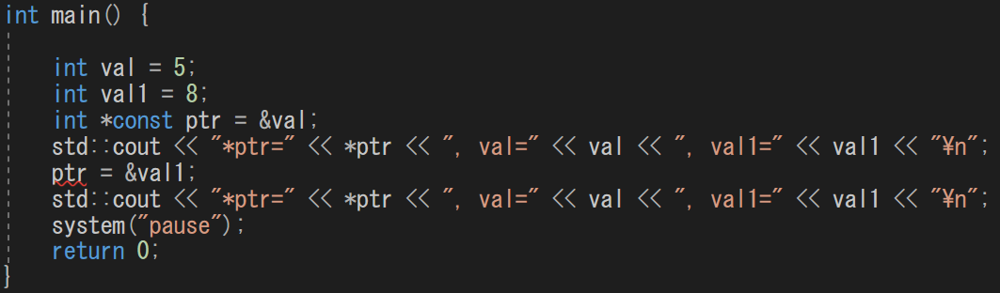 int main() {
int val = 5;
int val1 = 8;
int *const ptr = &val;
std::cout << "*ptr=" << *ptr << ", val=" << val << ", val1=" << val1 << "¥n";
ptr = &val1;
std::cout << "*ptr=" << *ptr << ", val=" << val << ", val1=" << val1 << "¥n";
system("pause");
return 0;
}